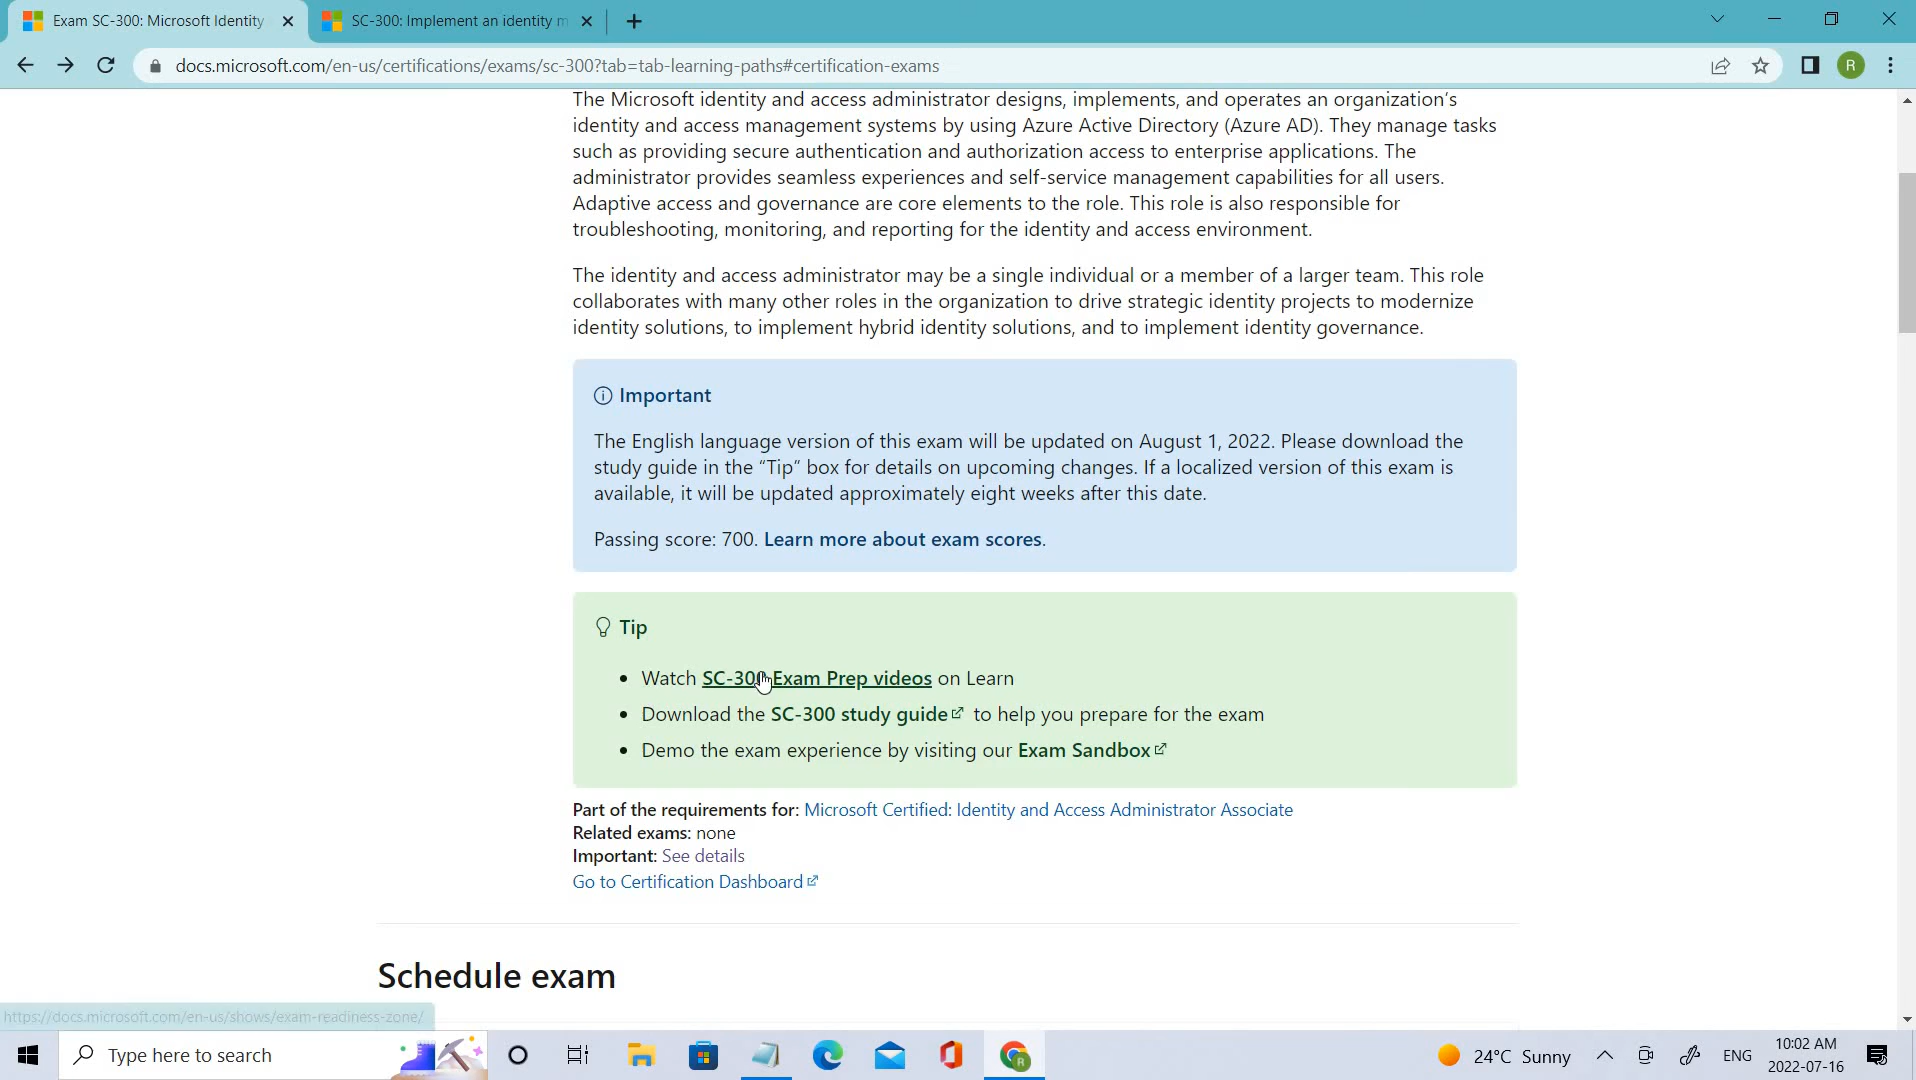 Exam SC-300: Microsoft Identity
SC-300: Implement an identity m
docs.microsoft.com/en-us/certifications/exams/sc-300?tab=tab-learning-paths#certification-exams
R
The Microsoft identity and access administrator designs, implements, and operates an organization's
identity and access management systems by using Azure Active Directory (Azure AD). They manage tasks
such as providing secure authentication and authorization access to enterprise applications. The
administrator provides seamless experiences and self-service management capabilities for all users.
Adaptive access and governance are core elements to the role. This role is also responsible for
troubleshooting, monitoring, and reporting for the identity and access environment.
The identity and access administrator may be a single individual or a member of a larger team. This role
collaborates with many other roles in the organization to drive strategic identity projects to modernize
identity solutions, to implement hybrid identity solutions, and to implement identity governance.
Important
The English language version of this exam will be updated on August 1, 2022. Please download the
study guide in the “Tip” box for details on upcoming changes. If a localized version of this exam is
available, it will be updated approximately eight weeks after this date.
Passing score: 700. Learn more about exam scores.
Tip
• Watch SC-300 Exam Prep videos on Learn
• Download the SC-300 study guide to help you prepare for the exam
• Demo the exam experience by visiting our Exam Sandbox
Part of the requirements for: Microsoft Certified: Identity and Access Administrator Associate
Related exams: none
Important: See details
Go to Certification Dashboard
Schedule exam
https://docs.microsoft.com/en-us/shows/exam-readiness-zone/
Type here to search
R
24°C Sunny
ENG
10:02 AM
2022-07-16